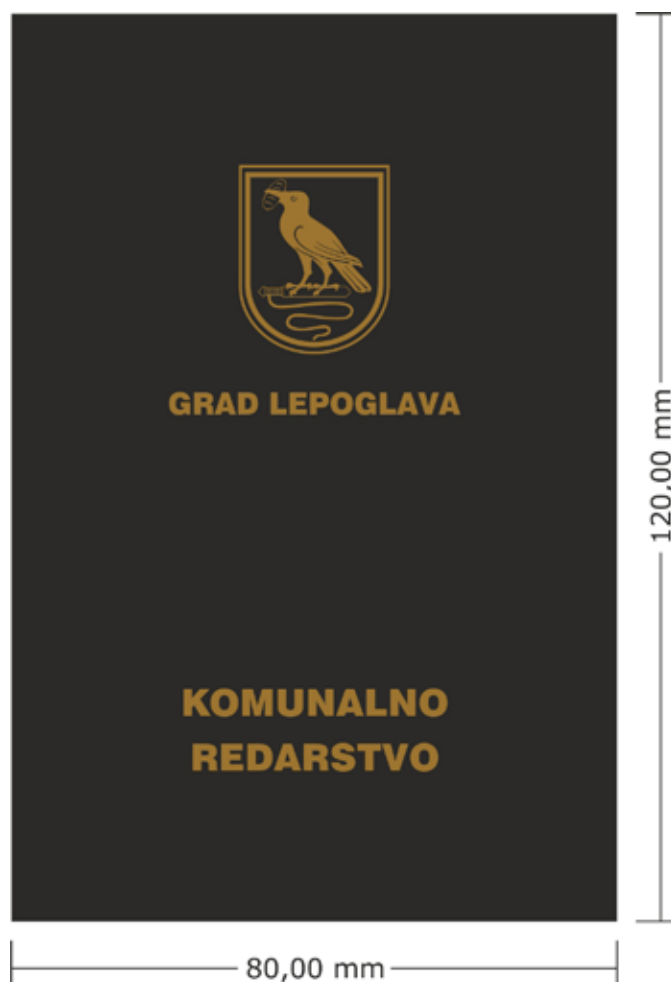 GRAD LEPOGLAVA
120,00 mm
KOMUNALNO
REDARSTVO
80,00 mm